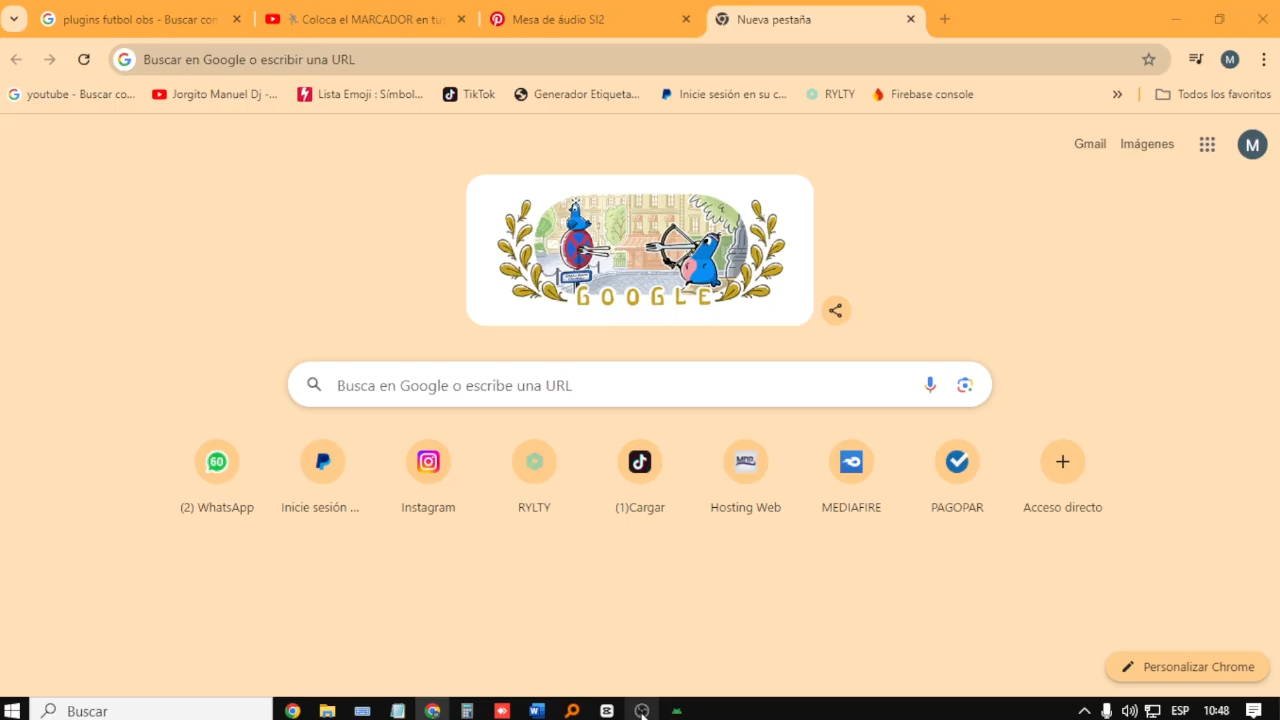 plugins futbol obs - Buscar con
Coloca el MARCADOR en tu
Mesa de áudio Sl2
Nueva pestaña
Buscar en Google o escribir una URL
M
youtube - Buscar co...
Jorgito Manuel Dj -...
Lista Emoji : Símbol...
TikTok
Generador Etiqueta...
Inicie sesión en su c...
RYLTY
Firebase console
»
Todos los favoritos
Gmail
Imágenes
M
GOOGLE
Busca en Google o escribe una URL
60
MDP
(2) WhatsApp
Inicie sesión ...
Instagram
RYLTY
(1)Cargar
Hosting Web
MEDIAFIRE
PAGOPAR
Acceso directo
Personalizar Chrome
Buscar
ESP
10:48